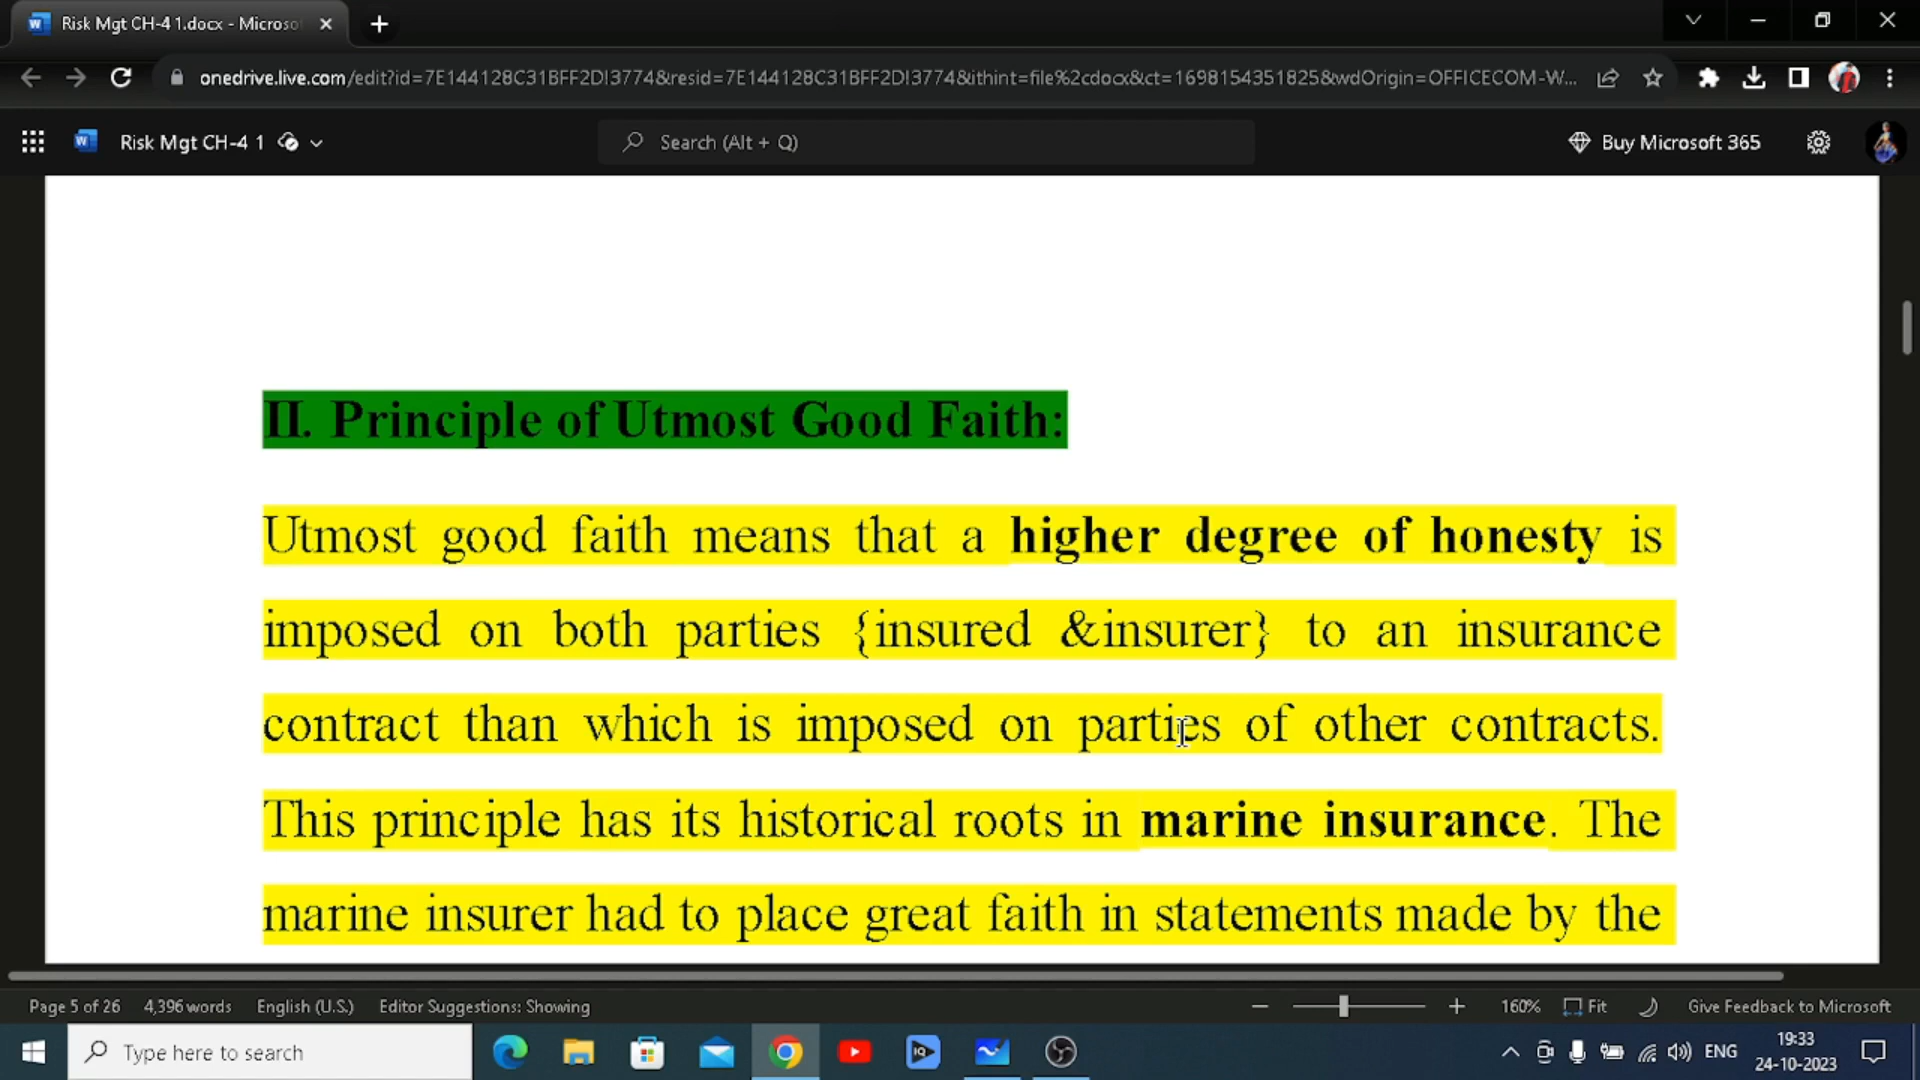 Risk Mgt CH-4 1.docx - Microso
onedrive.live.com/edit?id=7E144128C31BFF2D!3774&resid=7E144128C31BFF2D!3774&ithint=file%2cdocx&ct=1698154351825&wdOrigin=OFFICECOM-W...
Risk Mgt CH-4 1
Search (Alt + Q)
Buy Microsoft 365
II. Principle of Utmost Good Faith:
Utmost good faith means that a higher degree of honesty is
imposed on both parties {insured &insurer} to an insurance
contract than which is imposed on parties of other contracts.
This principle has its historical roots in marine insurance. The
marine insurer had to place great faith in statements made by the
Page 5 of 26 4,396 words English (U.S.) Editor Suggestions: Showing
160% Fit Give Feedback to Microsoft
Type here to search
ENG
19:33
24-10-2023